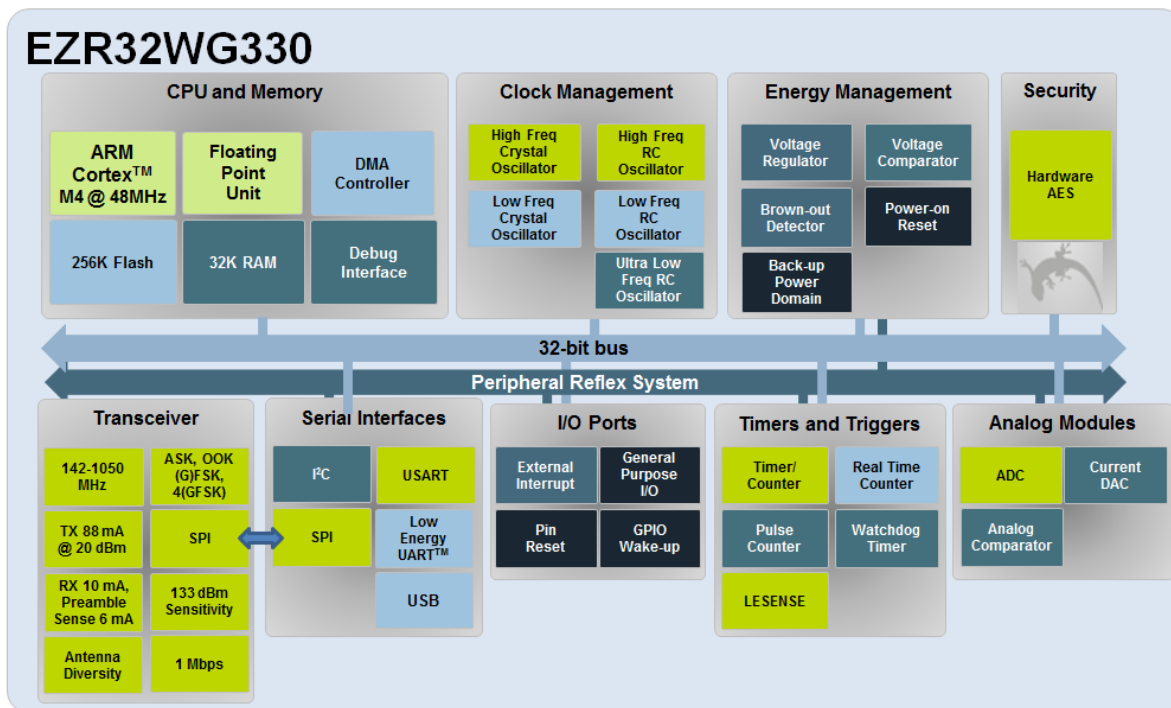 EZR32WG330
CPU and Memory
ARM
Cortex™
M4 @ 48MHz
Floating
Point
Unit
DMA
Controller
256K Flash
32K RAM
Debug
Interface
Clock Management
High Freq
Crystal
Oscillator
High Freq
RC
Oscillator
Low Freq
Crystal
Oscillator
Low Freq
RC
Oscillator
Ultra Low
Freq RC
Oscillator
Energy Management
Voltage
Regulator
Voltage
Comparator
Brown-out
Detector
Power-on
Reset
Back-up
Power
Domain
Security
Hardware
AES
32-bit bus
Peripheral Reflex System
Transceiver
142-1050
MHz
ASK, OOK
(G)FSK,
4(GFSK)
TX 88 mA
@ 20 dBm
SPI
RX 10 mA,
Preamble
Sense 6 mA
133 dBm
Sensitivity
Antenna
Diversity
1 Mbps
Serial Interfaces
I²C
USART
SPI
Low
Energy
UART™
USB
I/O Ports
External
Interrupt
General
Purpose
I/O
Pin
Reset
GPIO
Wake-up
Timers and Triggers
Timer/
Counter
Real Time
Counter
Pulse
Counter
Watchdog
Timer
LESENSE
Analog Modules
ADC
Current
DAC
Analog
Comparator